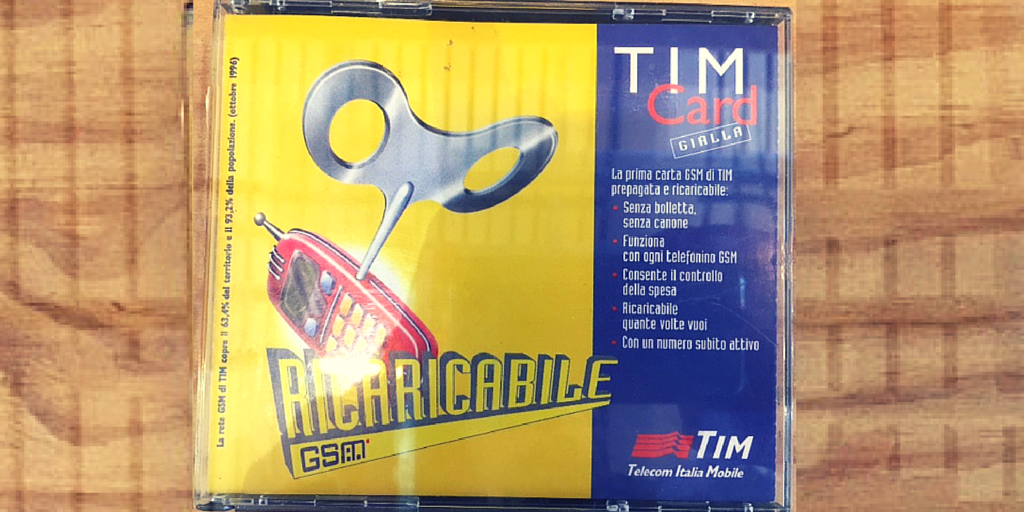 La rete GSM di TIM copre il 63,4% del territorio e il 93,2% della popolazione. (ottobre 1996)
RICARICABILE
GSM
TIM
Card
GIALLA
La prima carta GSM di TIM
prepagata e ricaricabile:
• Senza bolletta,
senza canone
• Funziona
con ogni telefonino GSM
• Consente il controllo
della spesa
• Ricaricabile
quante volte vuoi
• Con un numero subito attivo
TIM
Telecom Italia Mobile